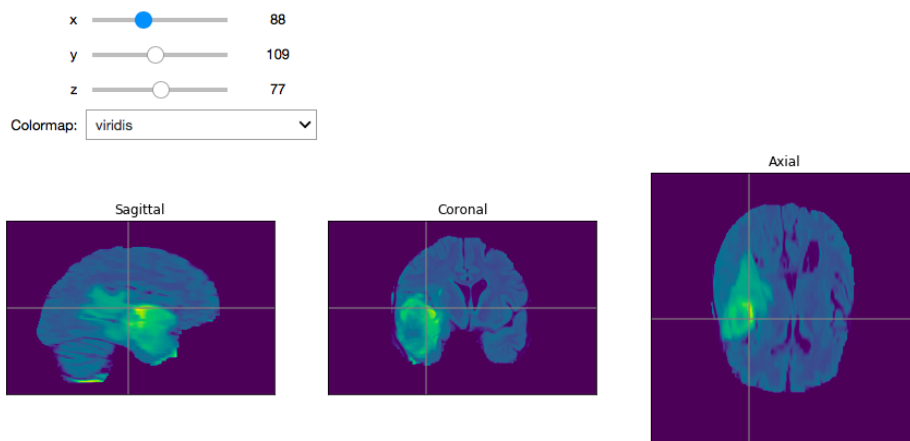 x 88
y 109
z 77
Colormap: viridis
Axial
Sagittal Coronal